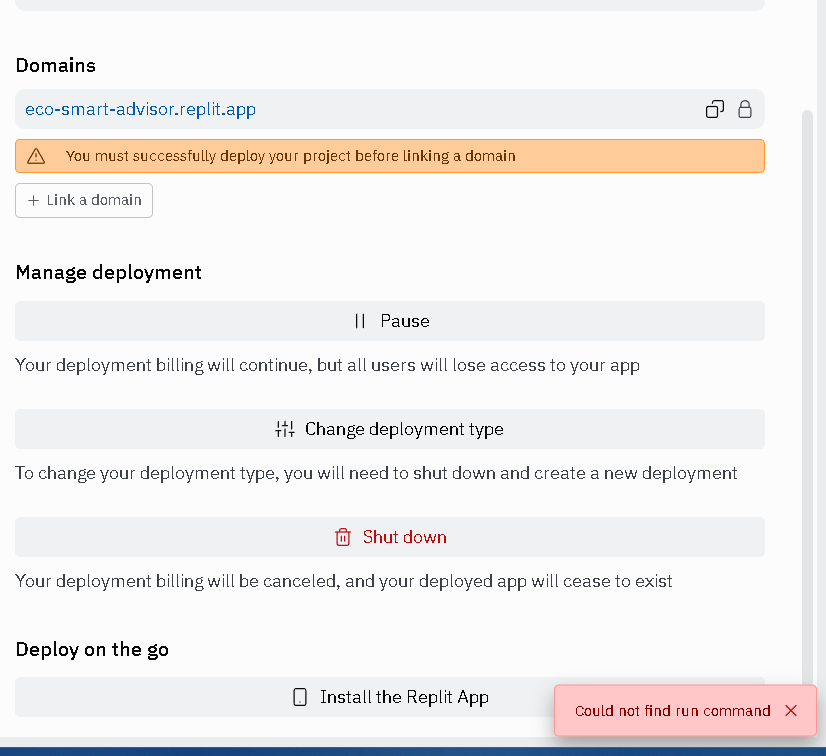 Domains
eco-smart-advisor.replit.app
You must successfully deploy your project before linking a domain
+ Link a domain
Manage deployment
Pause
Your deployment billing will continue, but all users will lose access to your app
Change deployment type
To change your deployment type, you will need to shut down and create a new deployment
Shut down
Your deployment billing will be canceled, and your deployed app will cease to exist
Deploy on the go
Install the Replit App
Could not find run command